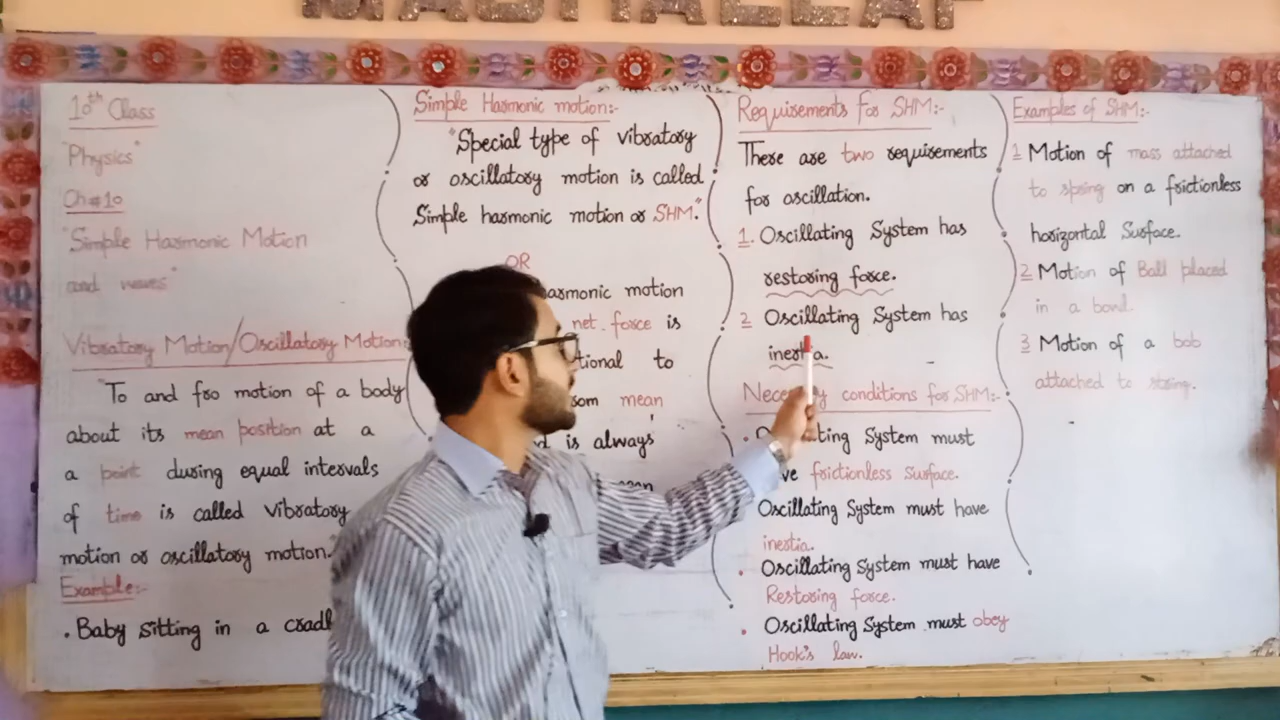 10th Class
"Physics"
Ch#10
"Simple Harmonic Motion
and waves"
Vibratory Motion/Oscillatory Motion:
"To and fro motion of a body
about its mean position at a
a point during equal intervals
of time is called vibratory
motion or oscillatory motion."
Example:-
. Baby sitting in a
Simple Harmonic motion:-
"Special type of vibratory
or oscillatory motion is called
Simple harmonic motion or SHM."
OR
motion
net force is
to
mean
is always
Requirements for SHM:-
There are two requirements
for oscillation.
1. Oscillating System has
restoring force.
2 Oscillating System has
inertia.
Necessary conditions for SHM:-
System must
frictionless surface.
Oscillating System must have
inertia.
. Oscillating System must have
Restoring force.
. Oscillating System must obey
Hook's law.
Examples of SHM:-
1 Motion of mass attached
to spring on a frictionless
horizontal Surface.
2 Motion of Ball placed
in a bowl
3 Motion of a bob
attached to string.